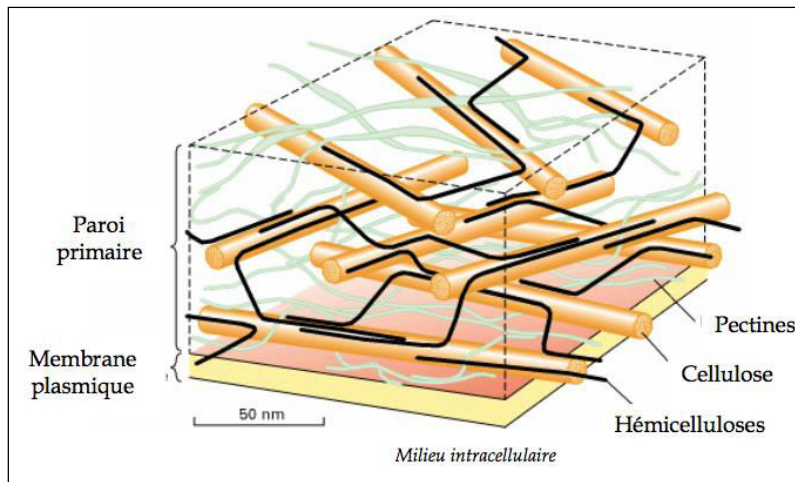 Paroi
primaire
Membrane
plasmique
50 nm
Pectines
Cellulose
Hémicelluloses
Milieu intracellulaire